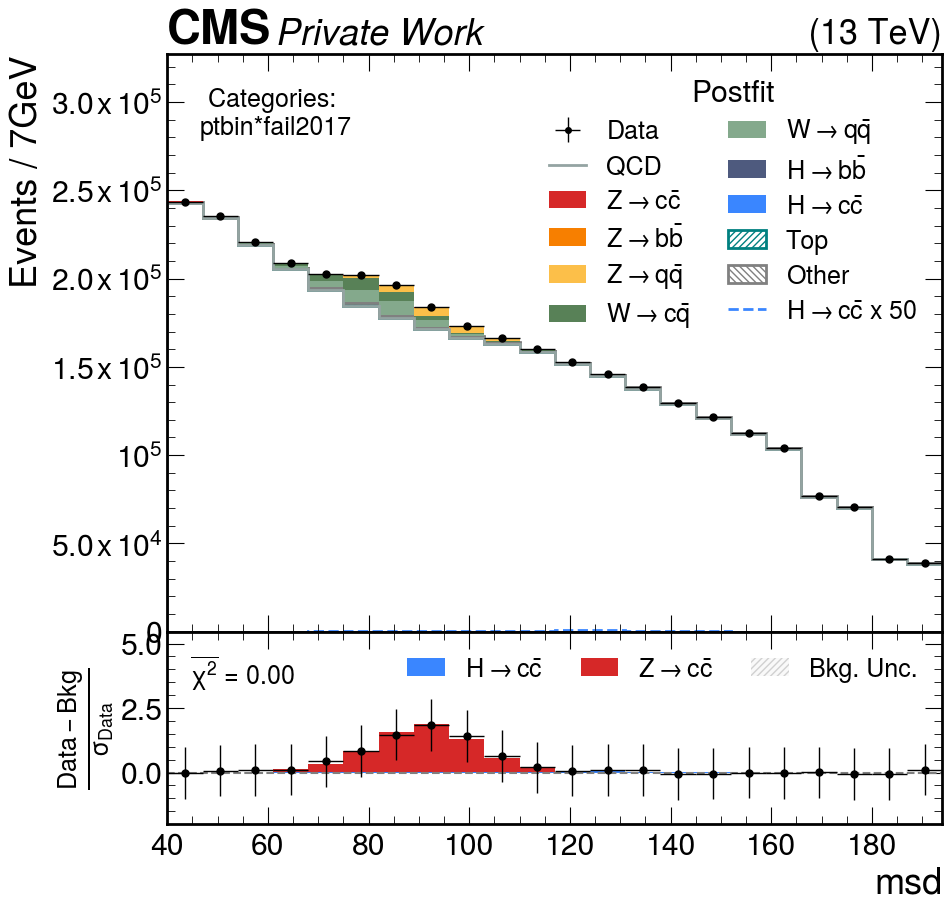 CMS Private Work (13 TeV)
Events / 7GeV
3.0 x 10⁵
2.5 x 10⁵
2.0 x 10⁵
1.5 x 10⁵
10⁵
5.0 x 10⁴
0
Categories:
ptbin*fail2017
Postfit
Data
QCD
Z → cc̄
Z → bb̄
Z → qq̄
W → cq̄
W → qq̄
H → bb̄
H → cc̄
Top
Other
H → cc̄ x 50
Data − Bkg
σ_Data
5.0
2.5
0.0
χ² = 0.00
H → cc̄
Z → cc̄
Bkg. Unc.
40 60 80 100 120 140 160 180
msd